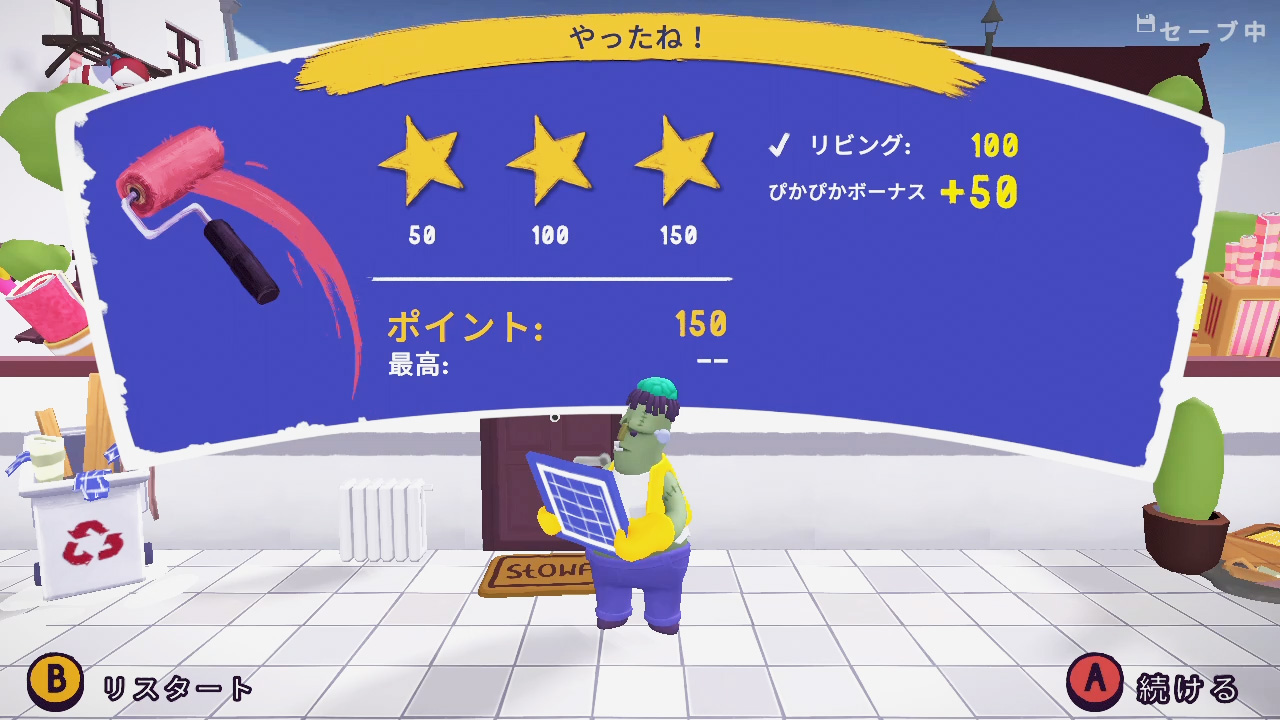 やったね！
セーブ中
50 100 150
✓ リビング: 100
ぴかぴかボーナス +50
ポイント: 150
最高: --
B リスタート
A 続ける